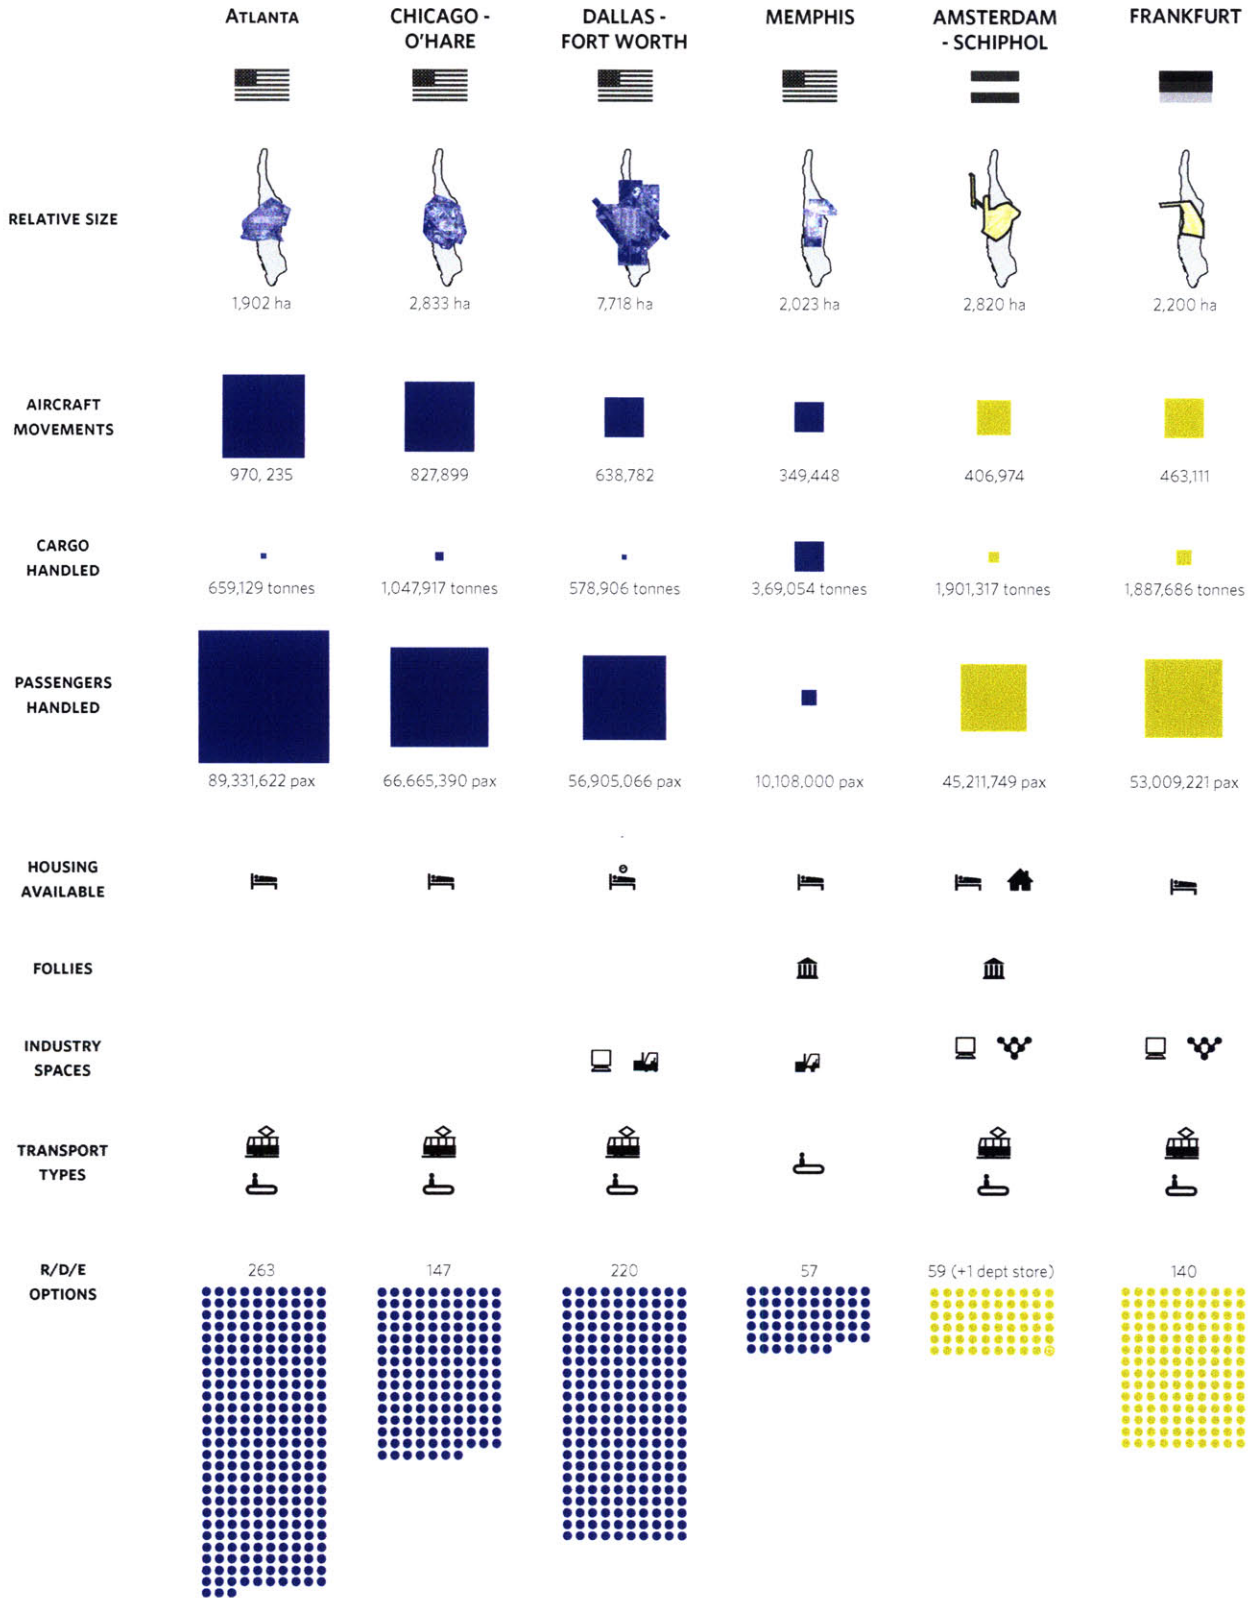 ATLANTA
CHICAGO -
O'HARE
DALLAS -
FORT WORTH
MEMPHIS
AMSTERDAM
- SCHIPHOL
FRANKFURT
RELATIVE SIZE
1,902 ha
2,833 ha
7,718 ha
2,023 ha
2,820 ha
2,200 ha
AIRCRAFT
MOVEMENTS
970, 235
827,899
638,782
349,448
406,974
463,111
CARGO
HANDLED
659,129 tonnes
1,047,917 tonnes
578,906 tonnes
3,69,054 tonnes
1,901,317 tonnes
1,887,686 tonnes
PASSENGERS
HANDLED
89,331,622 pax
66,665,390 pax
56,905,066 pax
10,108,000 pax
45,211,749 pax
53,009,221 pax
HOUSING
AVAILABLE
FOLLIES
INDUSTRY
SPACES
TRANSPORT
TYPES
R/D/E
OPTIONS
263
147
220
57
59 (+1 dept store)
140